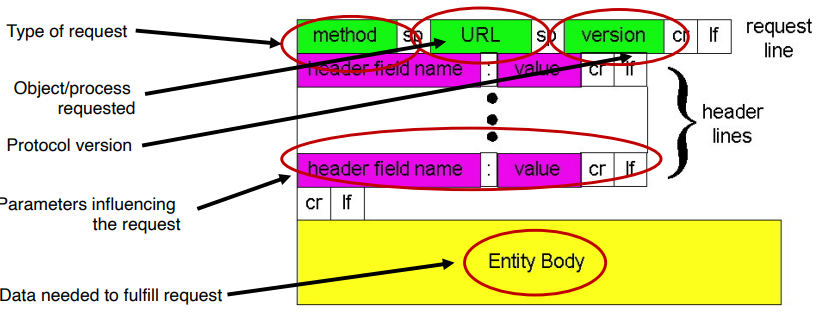 Type of request
method sp URL sp version cr lf
request
line
header field name : value cr lf
Object/process
requested
header
lines
Protocol version
header field name : value cr lf
Parameters influencing
the request
cr lf
Entity Body
Data needed to fulfill request